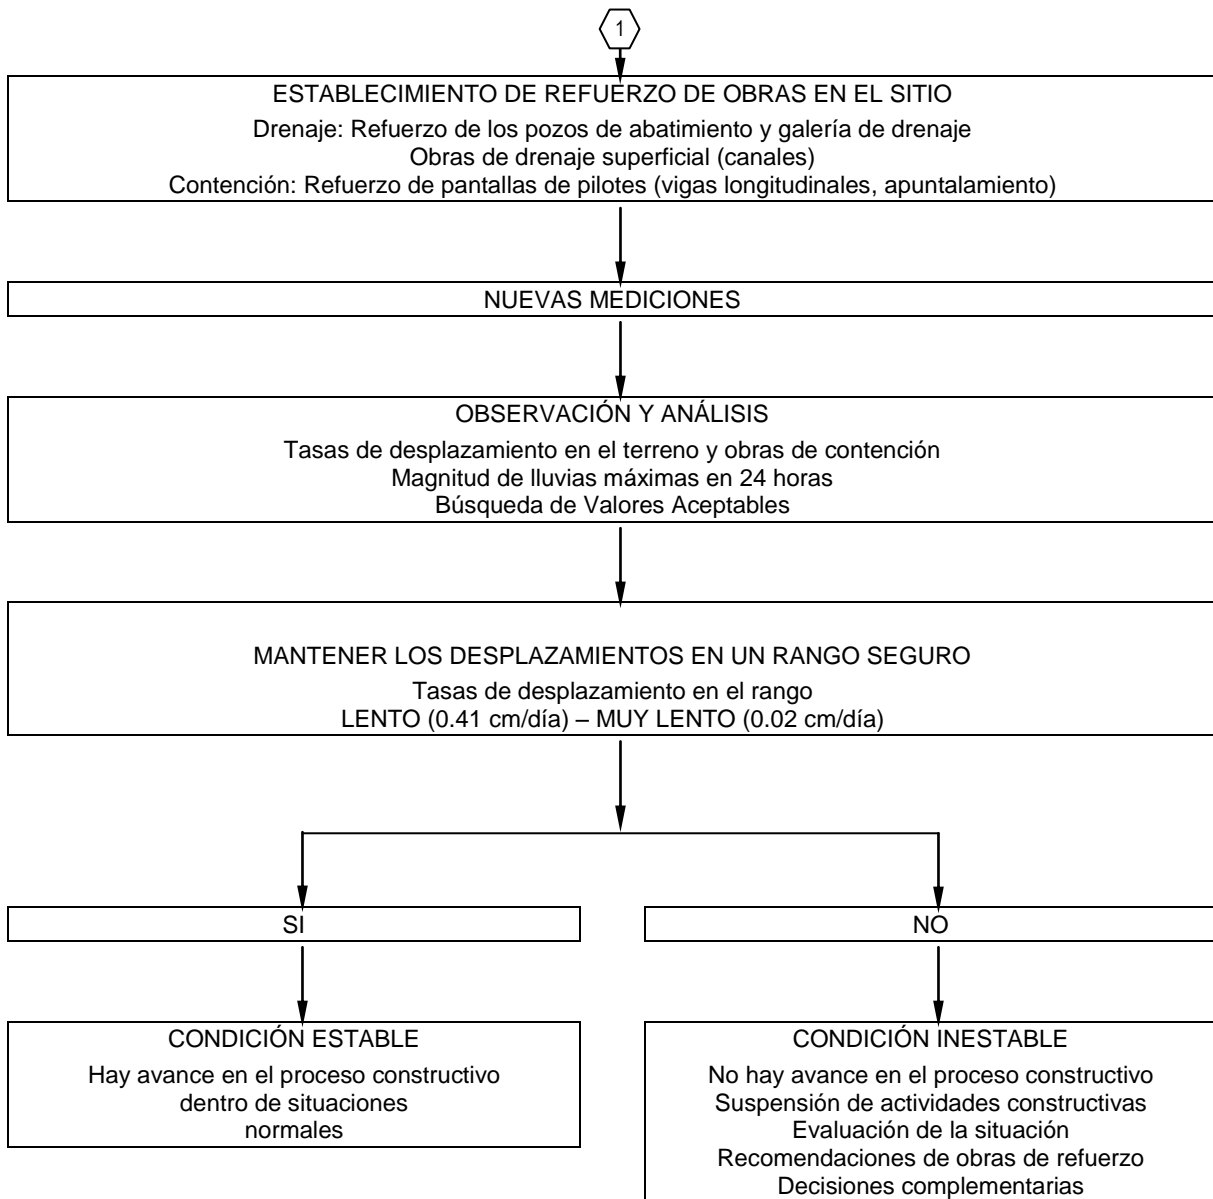 1
ESTABLECIMIENTO DE REFUERZO DE OBRAS EN EL SITIO
Drenaje: Refuerzo de los pozos de abatimiento y galería de drenaje
Obras de drenaje superficial (canales)
Contención: Refuerzo de pantallas de pilotes (vigas longitudinales, apuntalamiento)
NUEVAS MEDICIONES
OBSERVACIÓN Y ANÁLISIS
Tasas de desplazamiento en el terreno y obras de contención
Magnitud de lluvias máximas en 24 horas
Búsqueda de Valores Aceptables
MANTENER LOS DESPLAZAMIENTOS EN UN RANGO SEGURO
Tasas de desplazamiento en el rango
LENTO (0.41 cm/día) – MUY LENTO (0.02 cm/día)
SI
NO
CONDICIÓN ESTABLE
Hay avance en el proceso constructivo
dentro de situaciones
normales
CONDICIÓN INESTABLE
No hay avance en el proceso constructivo
Suspensión de actividades constructivas
Evaluación de la situación
Recomendaciones de obras de refuerzo
Decisiones complementarias